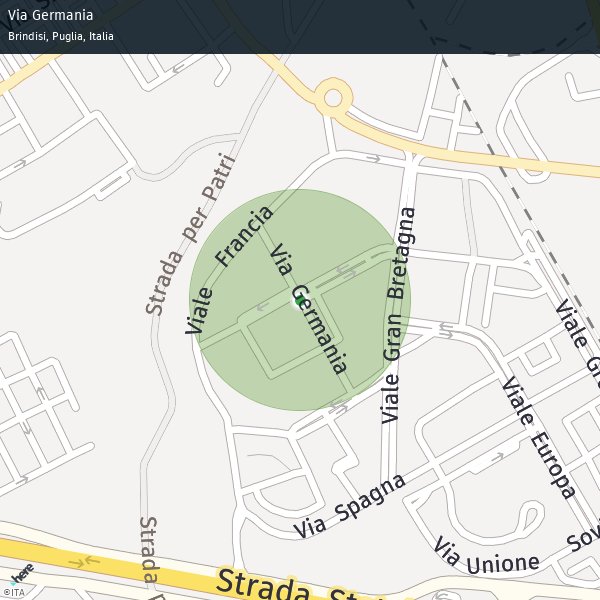 Via Germania
Brindisi, Puglia, Italia
Strada per Patri
Viale Francia
Via Germania
Viale Gran Bretagna
Viale Gr
Viale Europa
Via Spagna
Via Unione
Sov
Strada
Strada St
here
©ITA